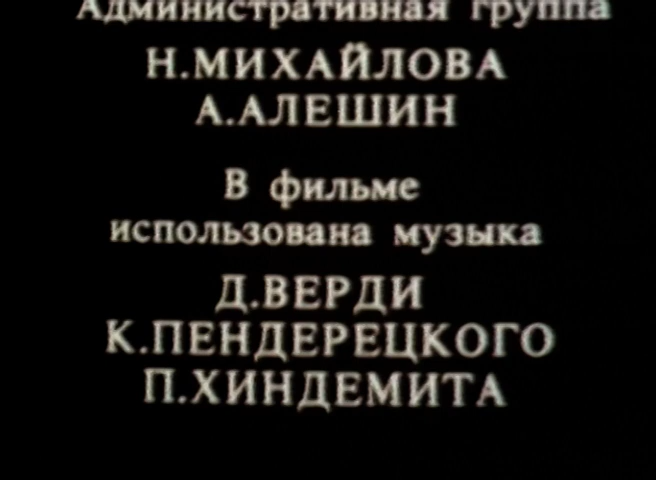 Административная группа
Н.МИХАЙЛОВА
А.АЛЕШИН
В фильме
использована музыка
Д.ВЕРДИ
К.ПЕНДЕРЕЦКОГО
П.ХИНДЕМИТА